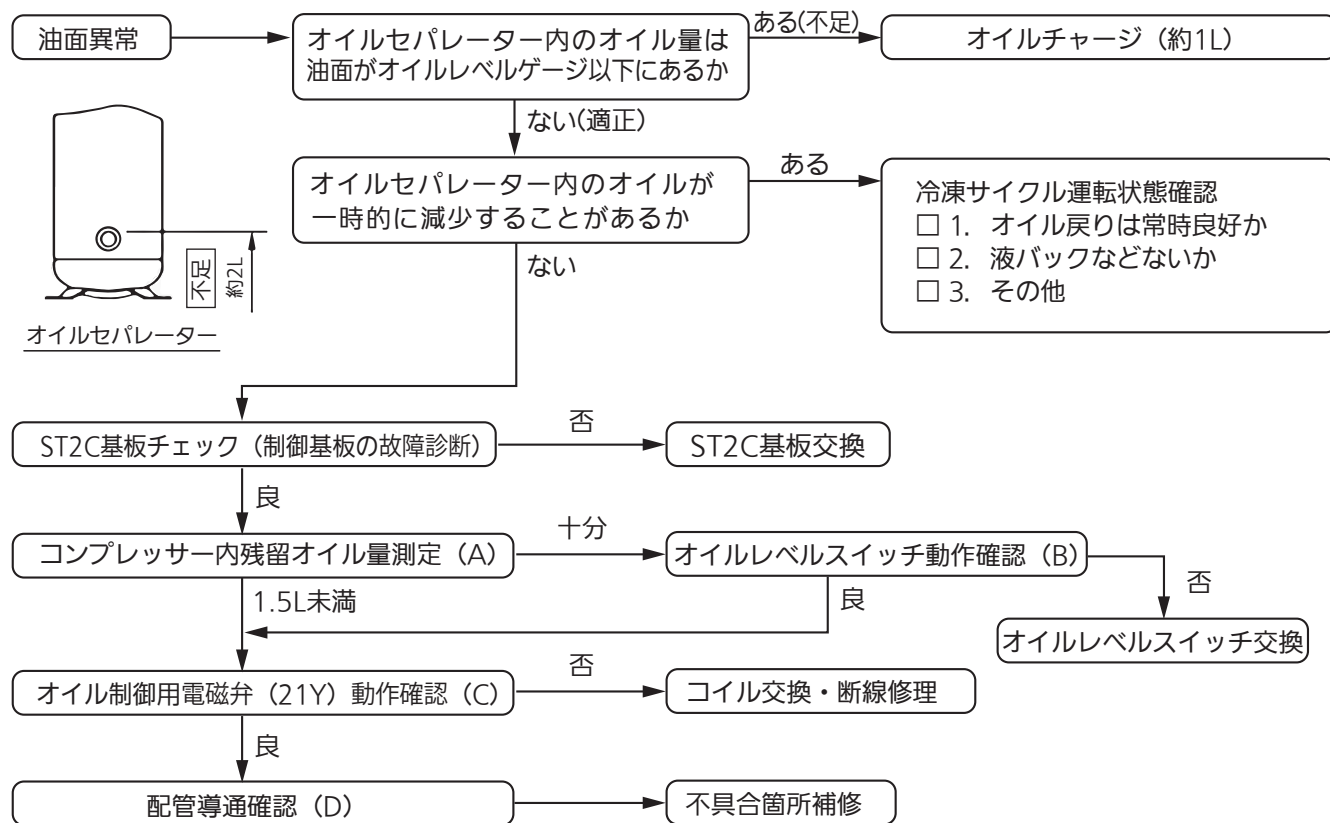 油面異常
オイルセパレーター内のオイル量は
油面がオイルレベルゲージ以下にあるか
ある(不足)
オイルチャージ（約1L）
ない(適正)
オイルセパレーター内のオイルが
一時的に減少することがあるか
ある
冷凍サイクル運転状態確認
□ 1. オイル戻りは常時良好か
□ 2. 液バックなどないか
□ 3. その他
不足
約2L
オイルセパレーター
ない
ST2C基板チェック（制御基板の故障診断）
否
ST2C基板交換
良
コンプレッサー内残留オイル量測定（A）
十分
オイルレベルスイッチ動作確認（B）
否
オイルレベルスイッチ交換
1.5L未満
良
オイル制御用電磁弁（21Y）動作確認（C）
否
コイル交換・断線修理
良
配管導通確認（D）
不具合箇所補修